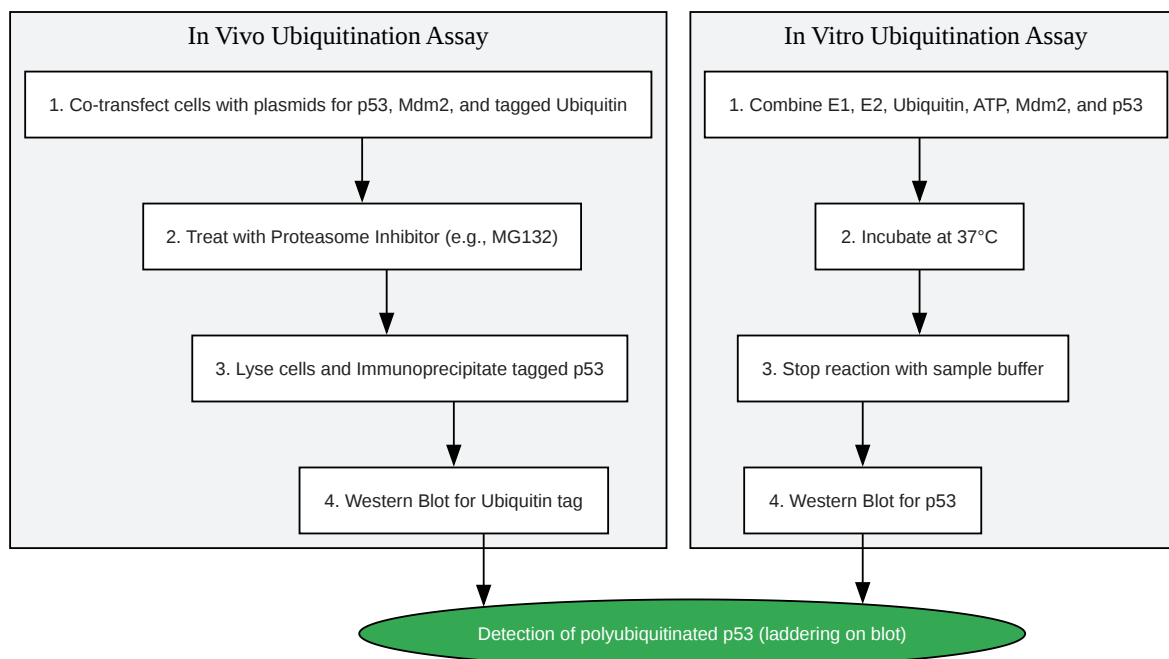 In Vivo Ubiquitination Assay
1. Co-transfect cells with plasmids for p53, Mdm2, and tagged Ubiquitin
2. Treat with Proteasome Inhibitor (e.g., MG132)
3. Lyse cells and Immunoprecipitate tagged p53
4. Western Blot for Ubiquitin tag
In Vitro Ubiquitination Assay
1. Combine E1, E2, Ubiquitin, ATP, Mdm2, and p53
2. Incubate at 37°C
3. Stop reaction with sample buffer
4. Western Blot for p53
Detection of polyubiquitinated p53 (laddering on blot)